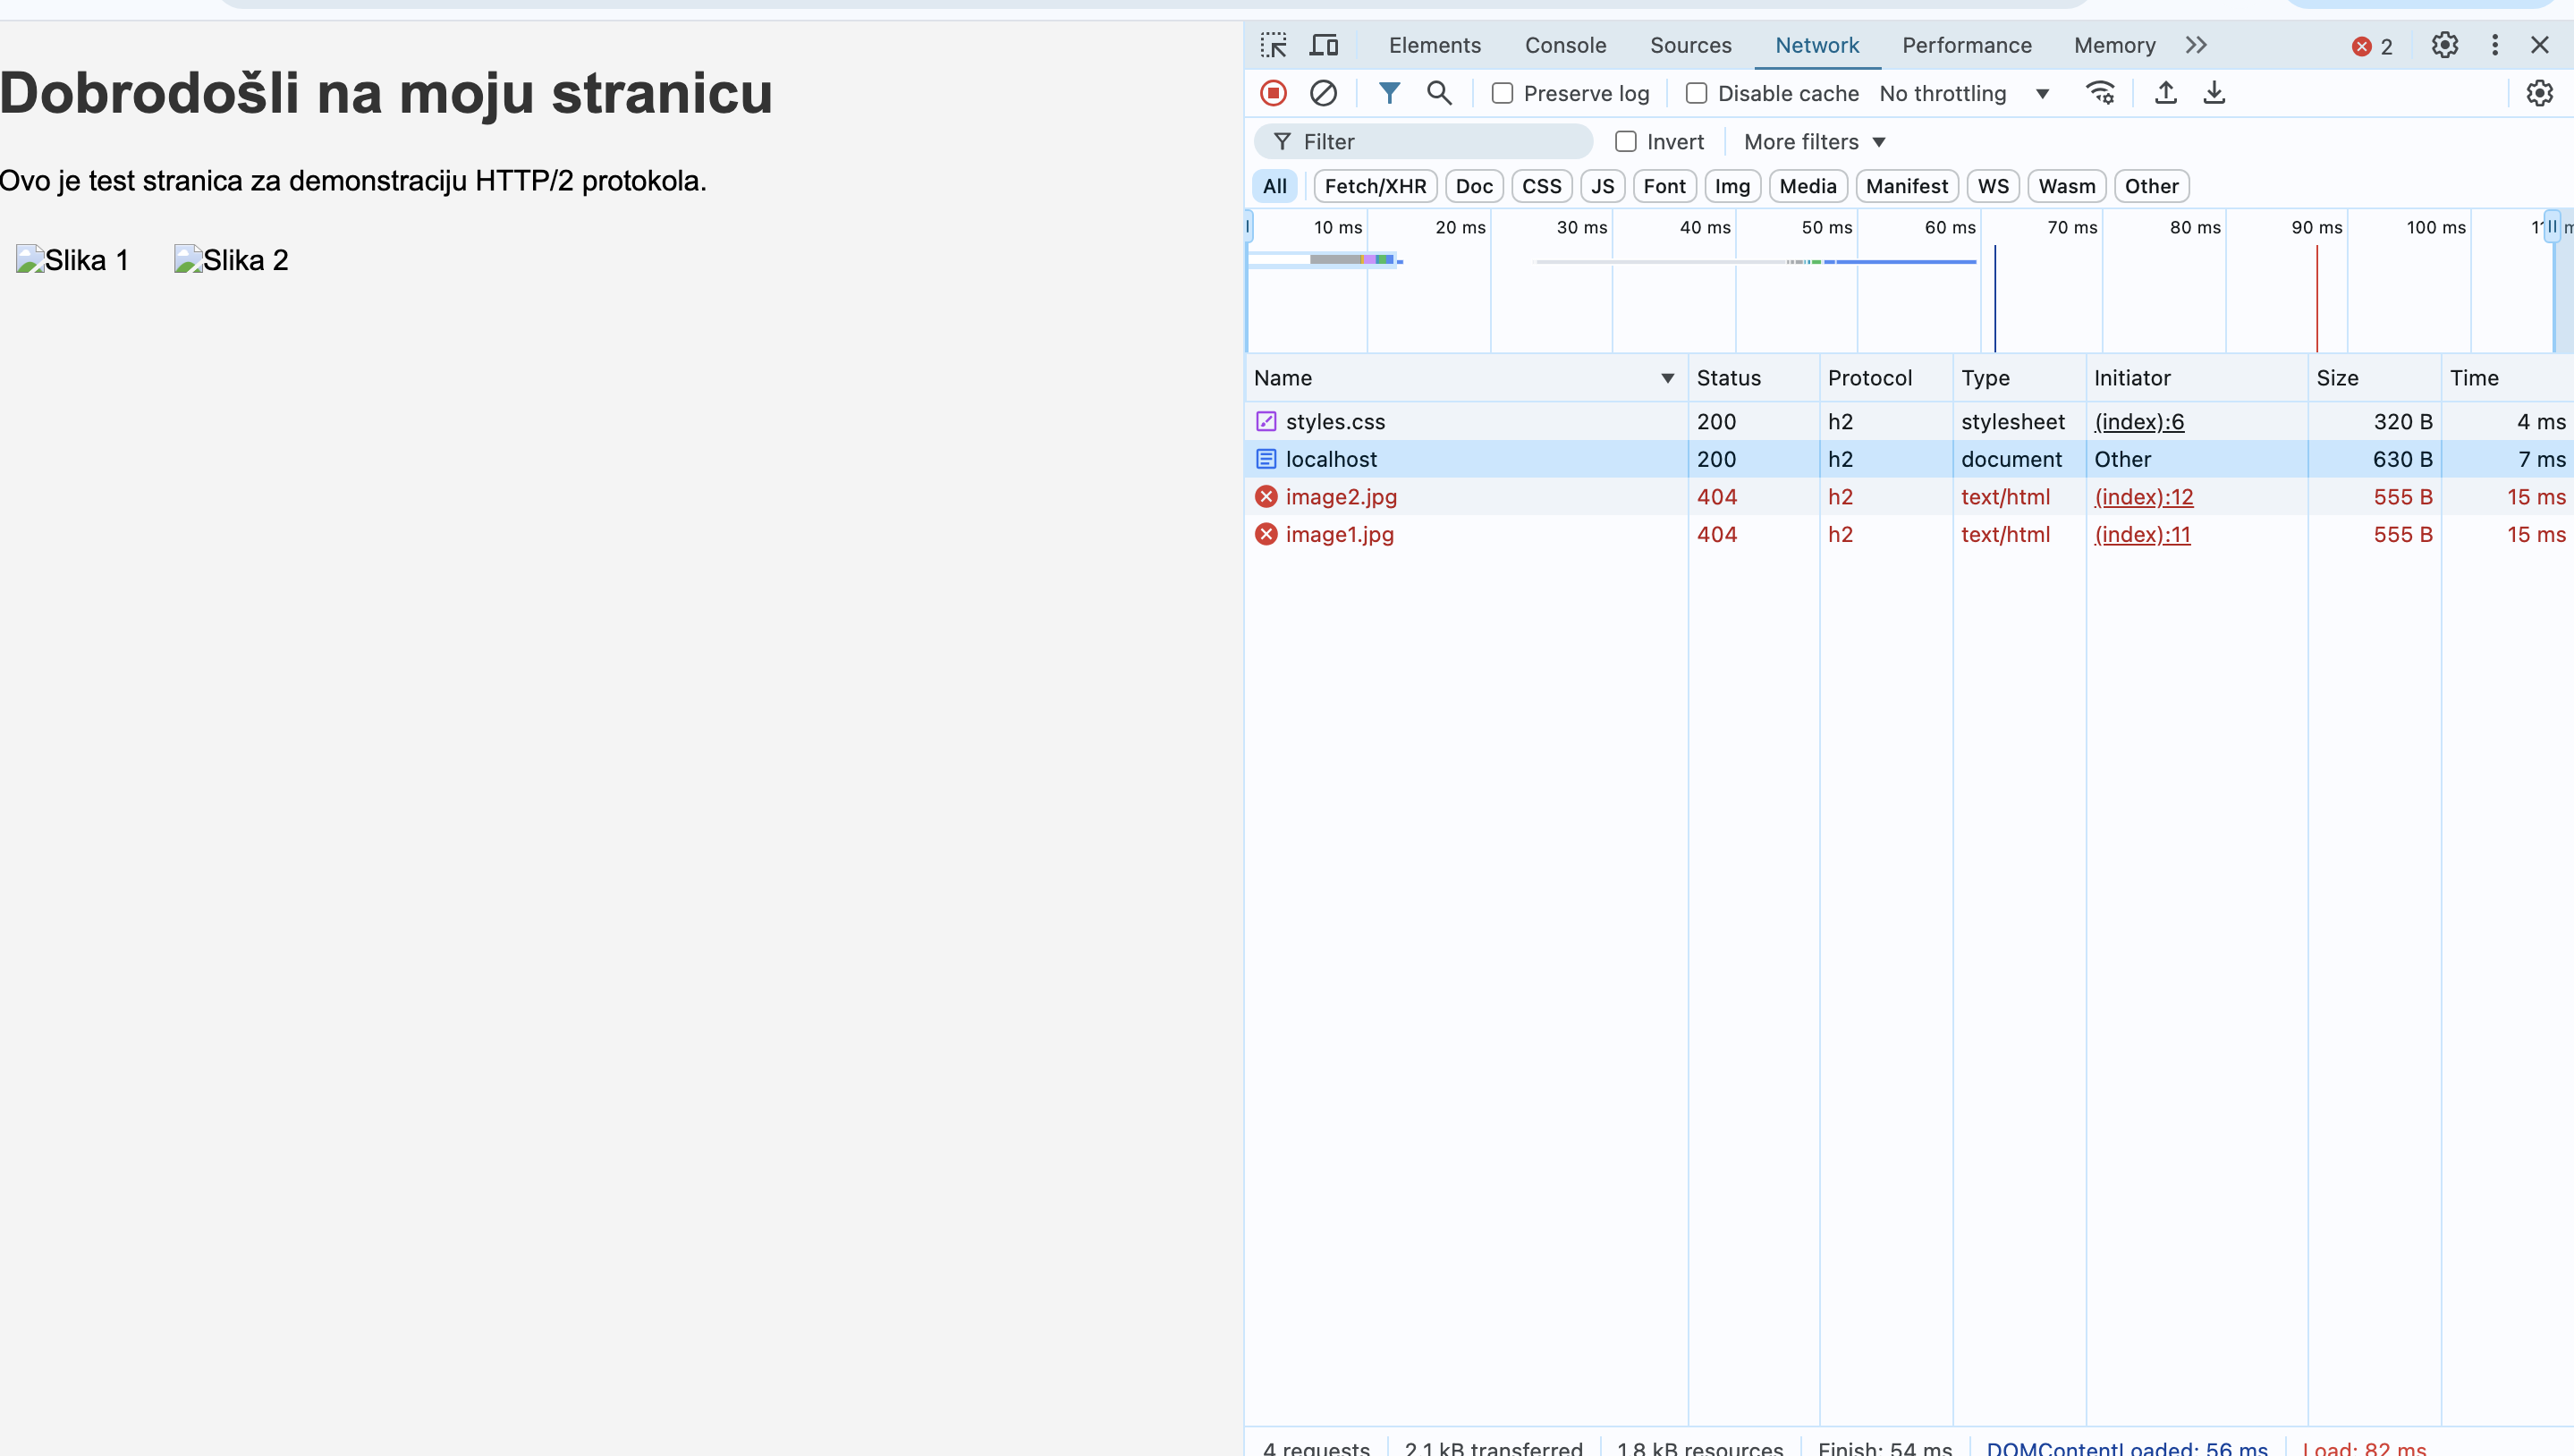 Dobrodošli na moju stranicu
Ovo je test stranica za demonstraciju HTTP/2 protokola.
Slika 1 Slika 2
Elements Console Sources Network Performance Memory 2
Preserve log Disable cache No throttling
Filter Invert More filters
All Fetch/XHR Doc CSS JS Font Img Media Manifest WS Wasm Other
10 ms 20 ms 30 ms 40 ms 50 ms 60 ms 70 ms 80 ms 90 ms 100 ms
Name Status Protocol Type Initiator Size Time
styles.css 200 h2 stylesheet (index):6 320 B 4 ms
localhost 200 h2 document Other 630 B 7 ms
image2.jpg 404 h2 text/html (index):12 555 B 15 ms
image1.jpg 404 h2 text/html (index):11 555 B 15 ms
4 requests 2.1 kB transferred 1.8 kB resources Finish: 54 ms DOMContentLoaded: 56 ms Load: 82 ms